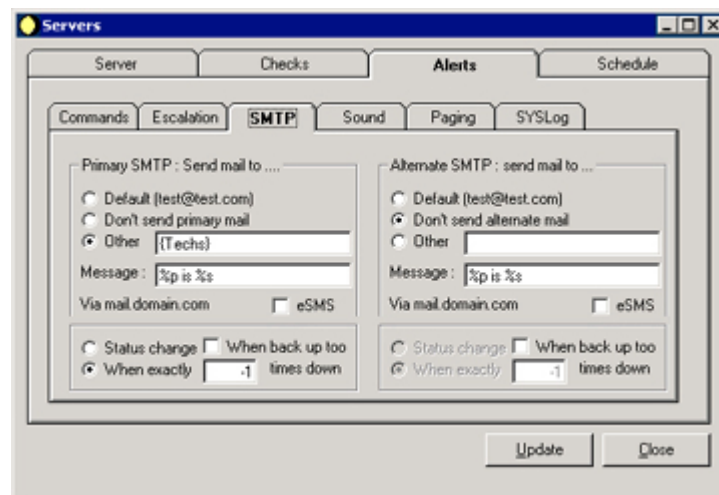 Servers
Server Checks Alerts Schedule
Commands Escalation SMTP Sound Paging SYSLog
Primary SMTP : Send mail to ....
Default (test@test.com)
Don't send primary mail
Other {Techs}
Message : %p is %s
Via mail.domain.com eSMS
Status change When back up too
When exactly -1 times down
Alternate SMTP : send mail to ...
Default (test@test.com)
Don't send alternate mail
Other
Message : %p is %s
Via mail.domain.com eSMS
Status change When back up too
When exactly -1 times down
Update Close